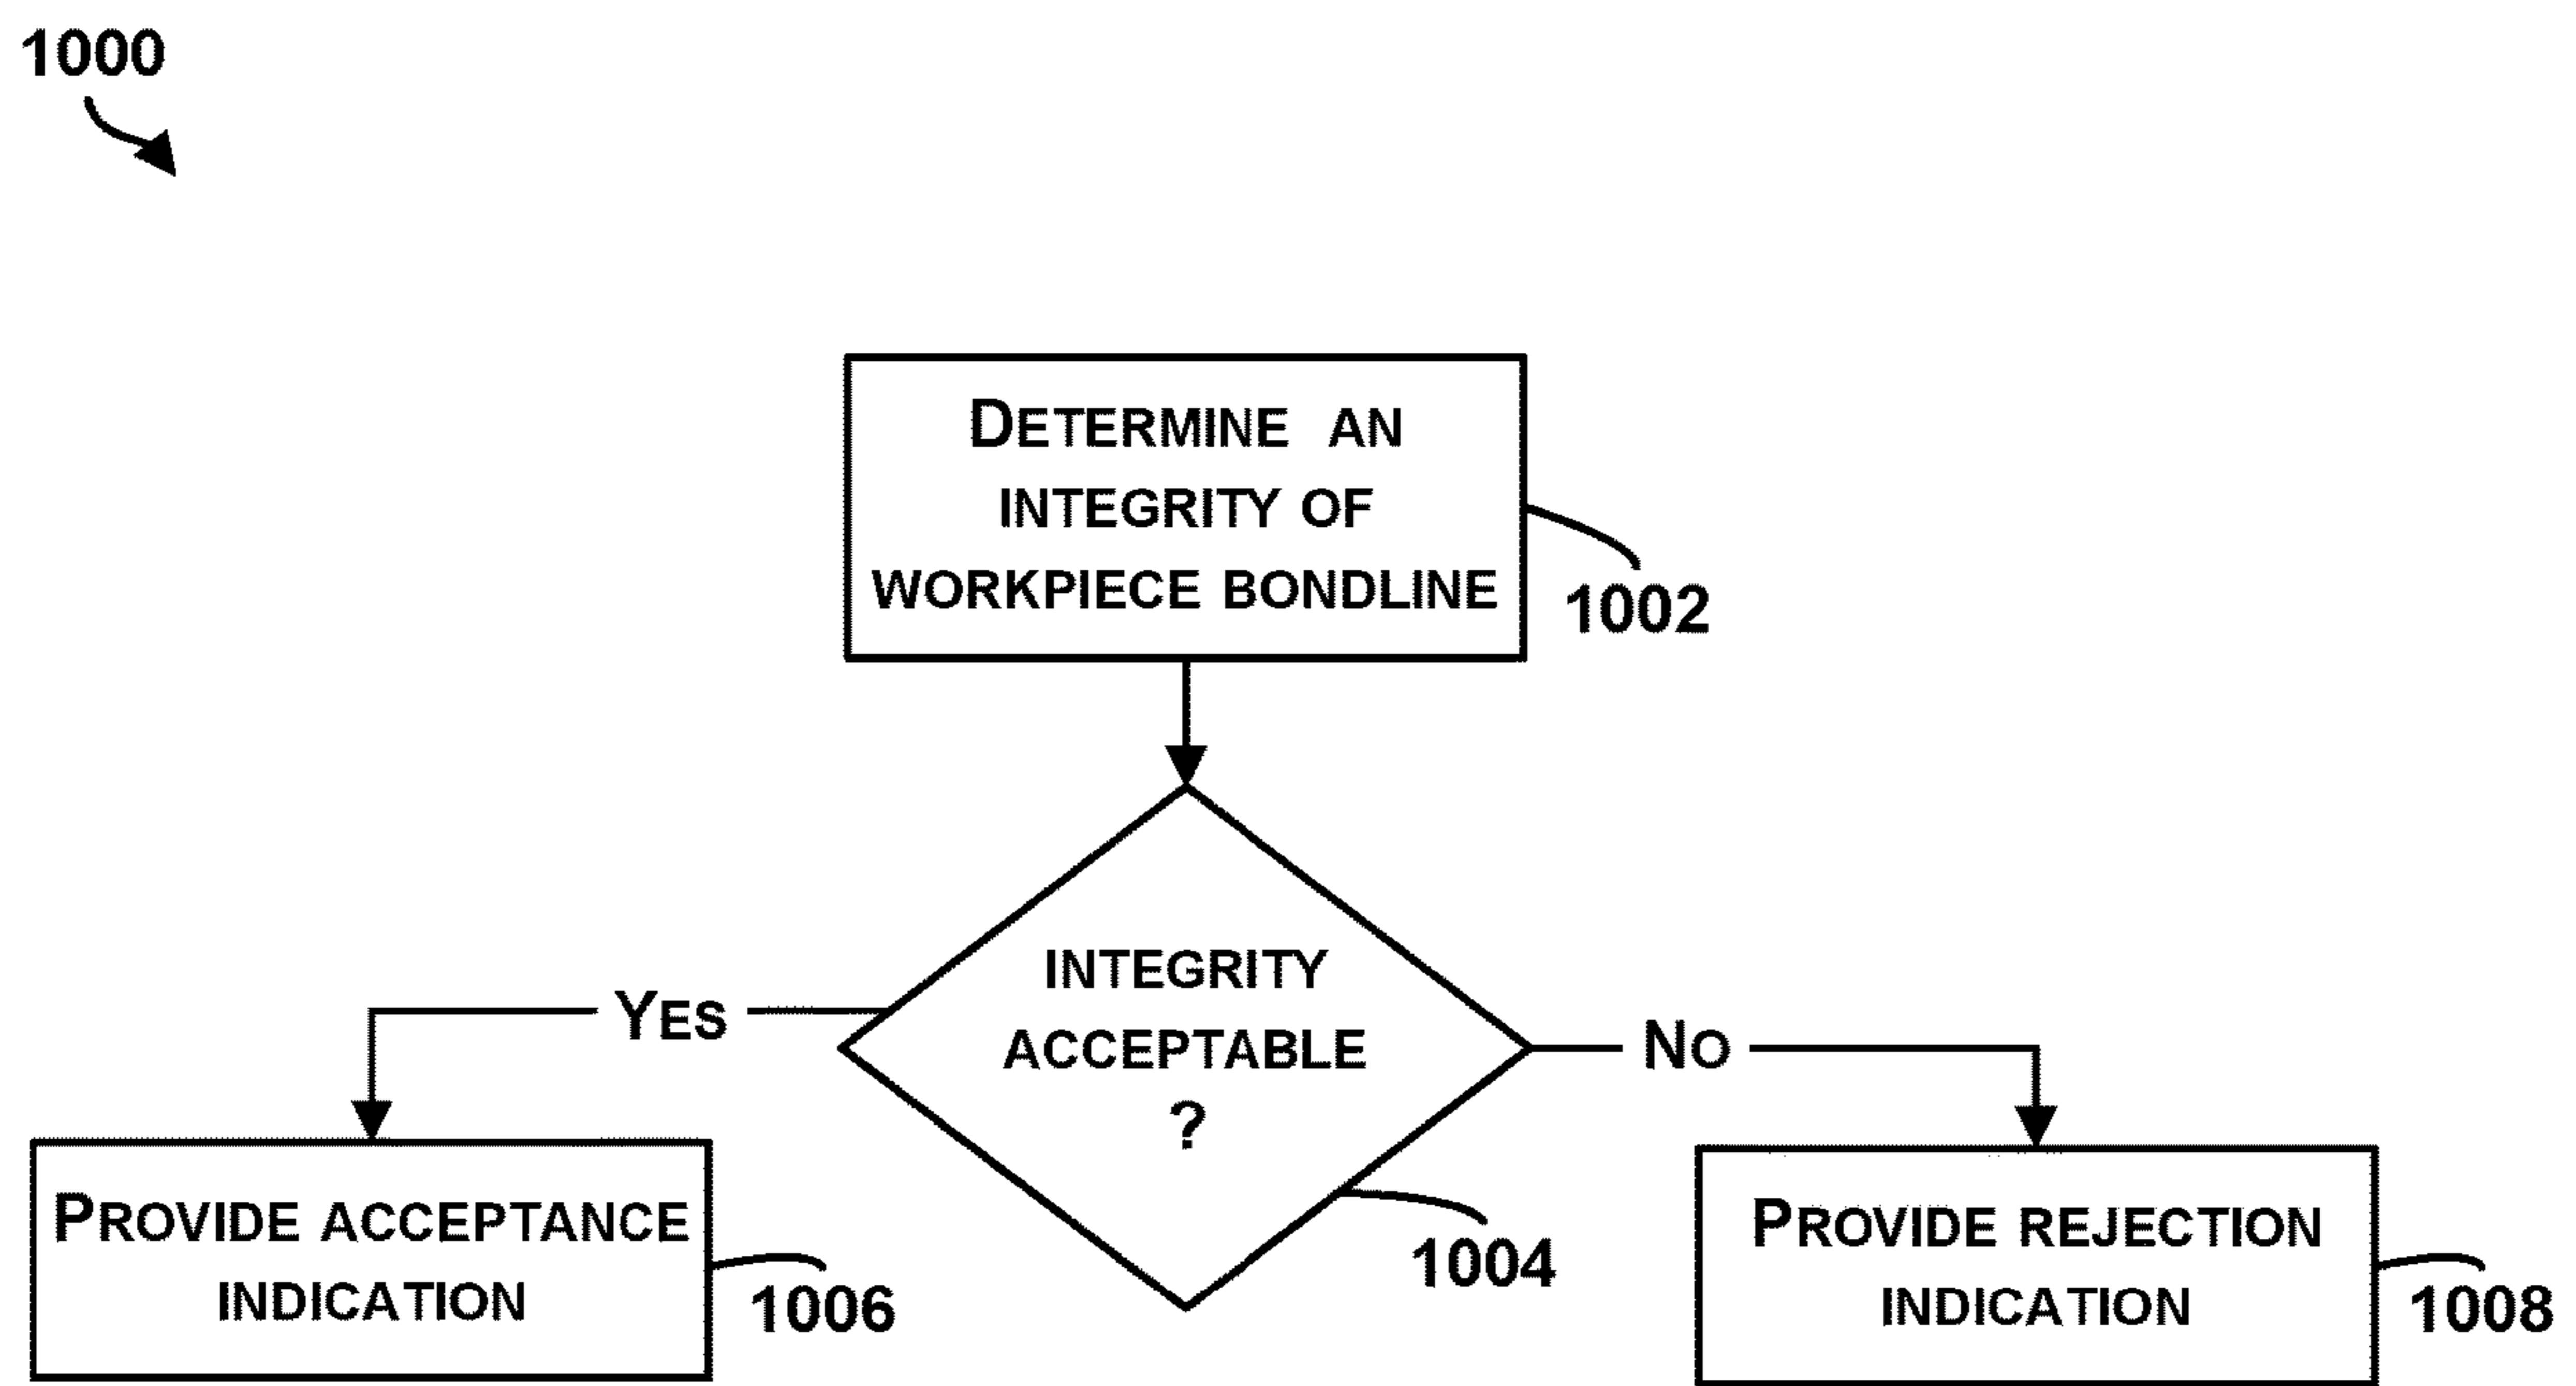 1000
DETERMINE AN
INTEGRITY OF
WORKPIECE BONDLINE
1002
INTEGRITY
ACCEPTABLE
?
1004
YES
NO
PROVIDE ACCEPTANCE
INDICATION
1006
PROVIDE REJECTION
INDICATION
1008